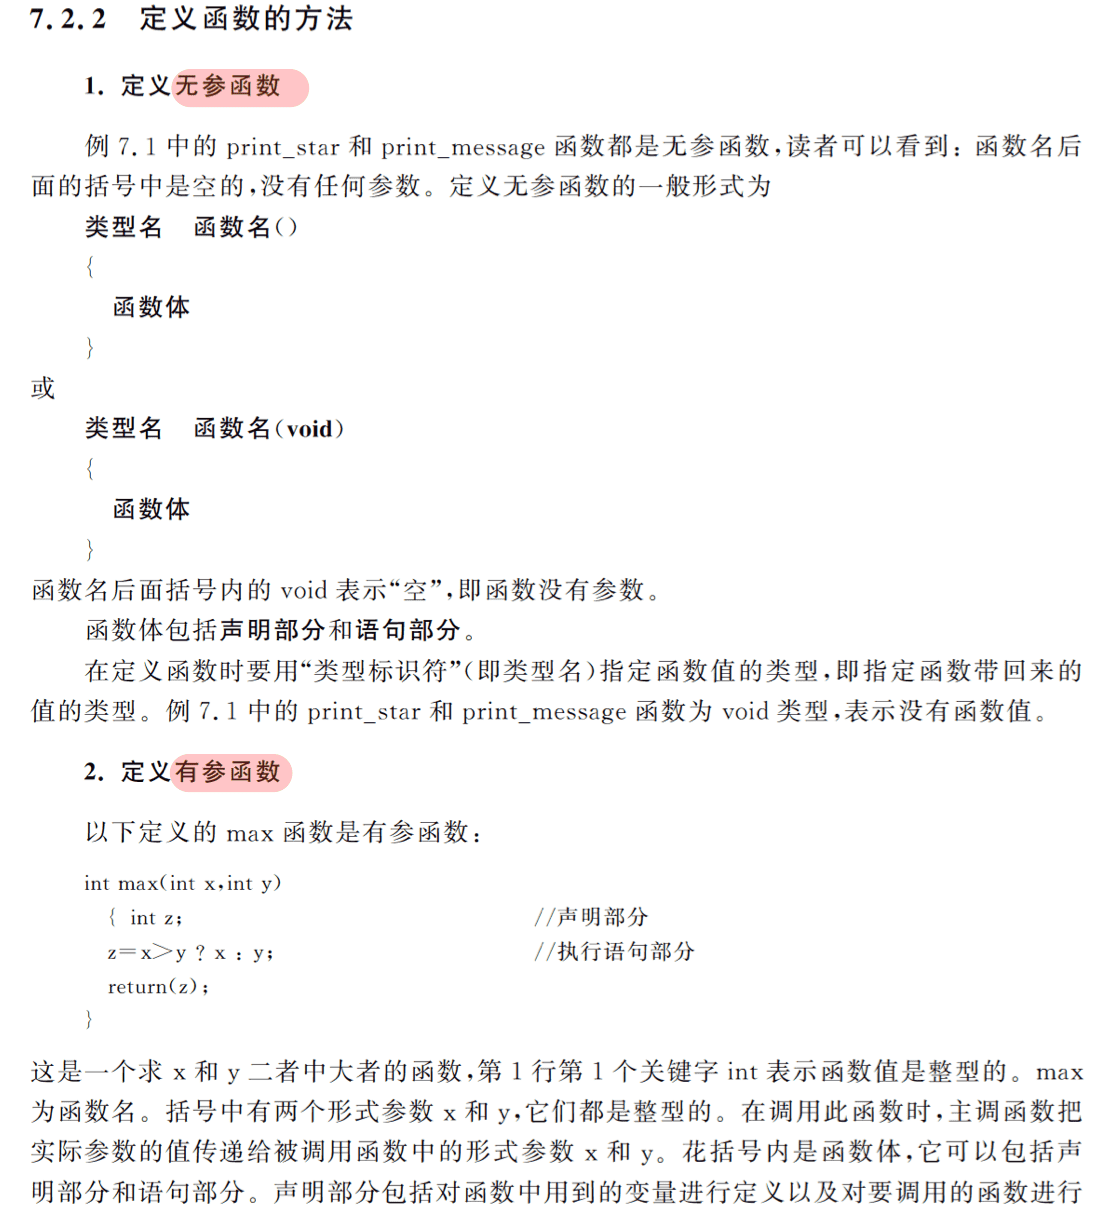 7.2.2 定义函数的方法
1. 定义无参函数
例 7.1 中的 print_star 和 print_message 函数都是无参函数,读者可以看到: 函数名后
面的括号中是空的,没有任何参数。定义无参函数的一般形式为
类型名 函数名()
{
函数体
}
或
类型名 函数名(void)
{
函数体
}
函数名后面括号内的 void 表示“空”,即函数没有参数。
函数体包括声明部分和语句部分。
在定义函数时要用“类型标识符”(即类型名)指定函数值的类型,即指定函数带回来的
值的类型。例 7.1 中的 print_star 和 print_message 函数为 void 类型,表示没有函数值。
2. 定义有参函数
以下定义的 max 函数是有参函数:
int max(int x,int y)
{ int z; //声明部分
z=x>y ? x : y; //执行语句部分
return(z);
}
这是一个求 x 和 y 二者中大者的函数,第 1 行第 1 个关键字 int 表示函数值是整型的。max
为函数名。括号中有两个形式参数 x 和 y,它们都是整型的。在调用此函数时,主调函数把
实际参数的值传递给被调用函数中的形式参数 x 和 y。花括号内是函数体,它可以包括声
明部分和语句部分。声明部分包括对函数中用到的变量进行定义以及对要调用的函数进行